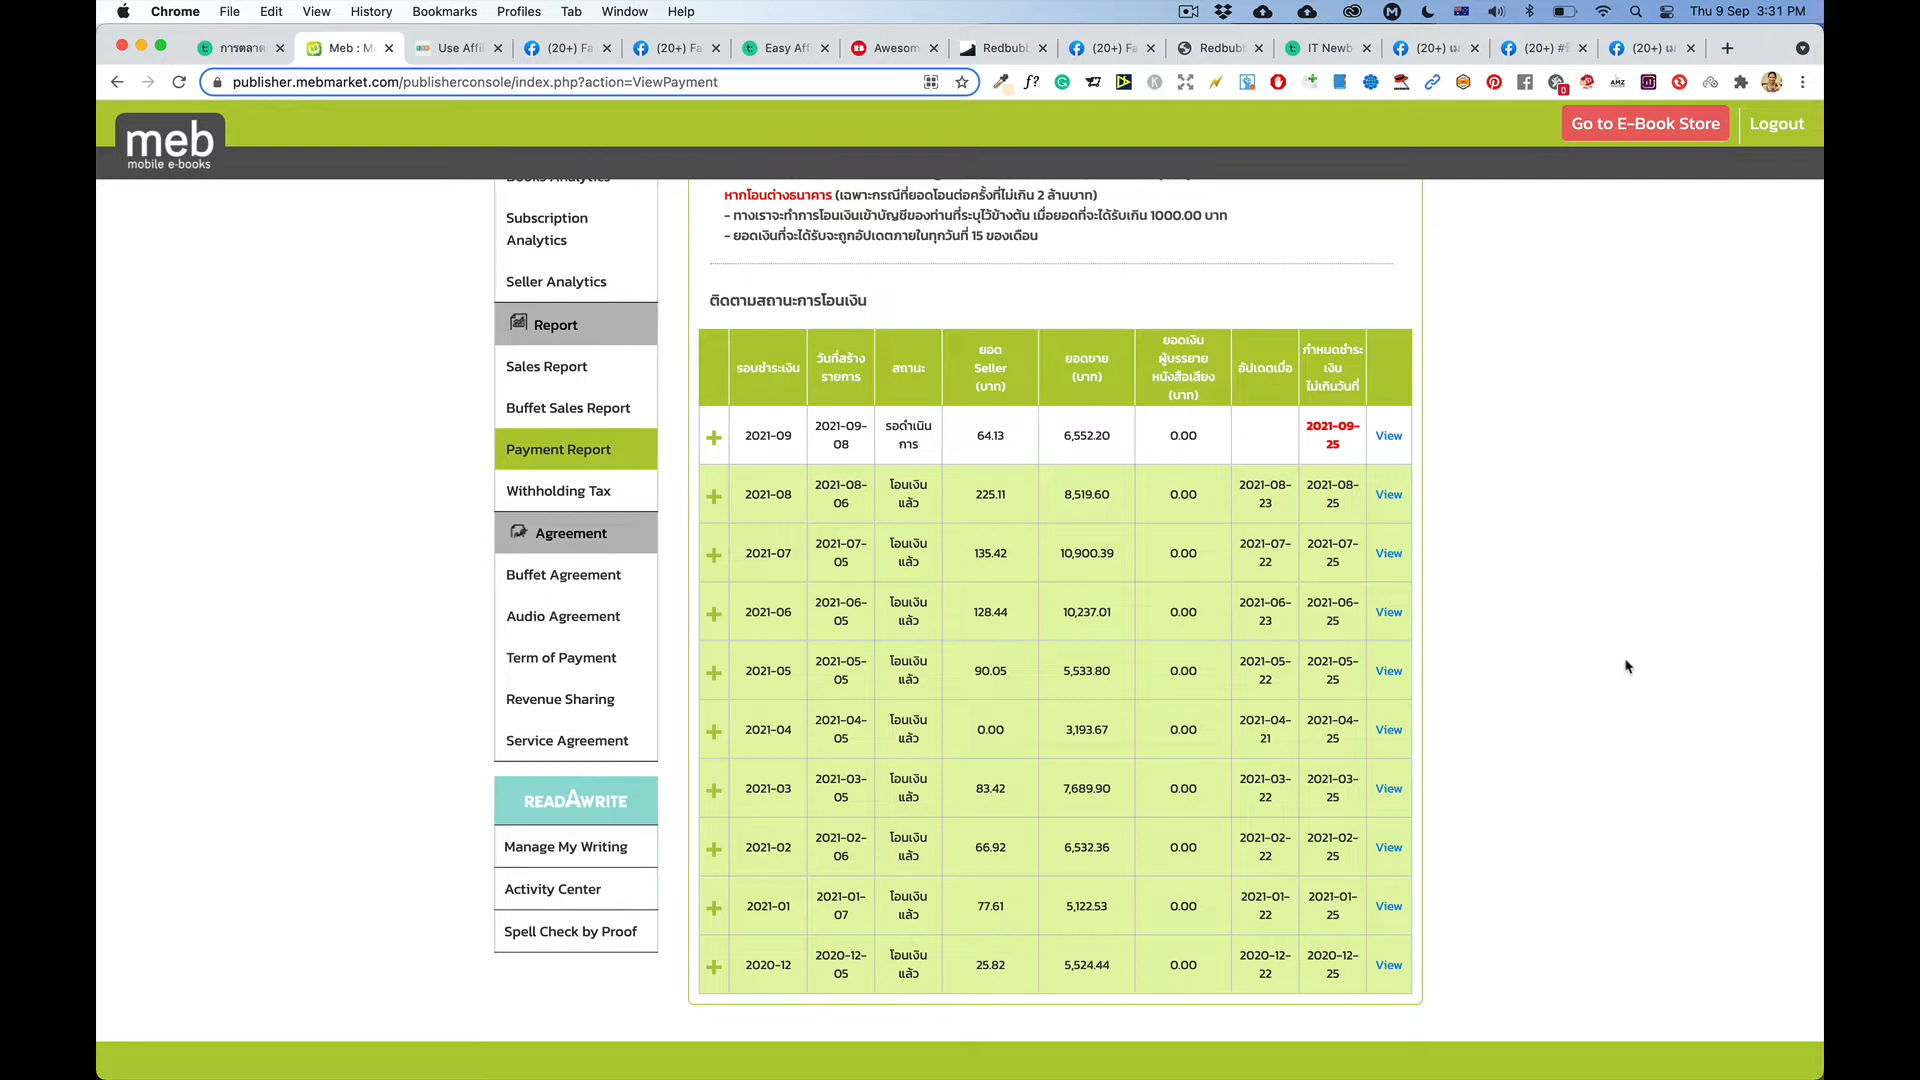 Chrome File Edit View History Bookmarks Profiles Tab Window Help Thu 9 Sep 3:31 PM
การตลาด Meb : M Use Affil (20+) Fa (20+) Fa Easy Aff Awesom Redbubb (20+) Fa Redbubb IT Newb (20+) เม (20+) # (20+) เม
publisher.mebmarket.com/publisherconsole/index.php?action=ViewPayment
Go to E-Book Store Logout
meb
mobile e-books
Books Analytics
Subscription
Analytics
Seller Analytics
Report
Sales Report
Buffet Sales Report
Payment Report
Withholding Tax
Agreement
Buffet Agreement
Audio Agreement
Term of Payment
Revenue Sharing
Service Agreement
READAWRITE
Manage My Writing
Activity Center
Spell Check by Proof
หากโอนต่างธนาคาร (เฉพาะกรณีที่ยอดโอนต่อครั้งที่ไม่เกิน 2 ล้านบาท)
- ทางเราจะทำการโอนเงินเข้าบัญชีของท่านที่ระบุไว้ข้างต้น เมื่อยอดที่จะได้รับเกิน 1000.00 บาท
- ยอดเงินที่จะได้รับจะถูกอัปเดตภายในทุกวันที่ 15 ของเดือน
ติดตามสถานะการโอนเงิน
รอบชำระเงิน วันที่สร้างรายการ สถานะ ยอด Seller (บาท) ยอดขาย (บาท) ยอดเงินผู้บรรยายหนังสือเสียง (บาท) อัปเดตเมื่อ กำหนดชำระเงินไม่เกินวันที่
2021-09 2021-09-08 รอดำเนินการ 64.13 6,552.20 0.00 2021-09-25 View
2021-08 2021-08-06 โอนเงินแล้ว 225.11 8,519.60 0.00 2021-08-23 2021-08-25 View
2021-07 2021-07-05 โอนเงินแล้ว 135.42 10,900.39 0.00 2021-07-22 2021-07-25 View
2021-06 2021-06-05 โอนเงินแล้ว 128.44 10,237.01 0.00 2021-06-23 2021-06-25 View
2021-05 2021-05-05 โอนเงินแล้ว 90.05 5,533.80 0.00 2021-05-22 2021-05-25 View
2021-04 2021-04-05 โอนเงินแล้ว 0.00 3,193.67 0.00 2021-04-21 2021-04-25 View
2021-03 2021-03-05 โอนเงินแล้ว 83.42 7,689.90 0.00 2021-03-22 2021-03-25 View
2021-02 2021-02-06 โอนเงินแล้ว 66.92 6,532.36 0.00 2021-02-22 2021-02-25 View
2021-01 2021-01-07 โอนเงินแล้ว 77.61 5,122.53 0.00 2021-01-22 2021-01-25 View
2020-12 2020-12-05 โอนเงินแล้ว 25.82 5,524.44 0.00 2020-12-22 2020-12-25 View